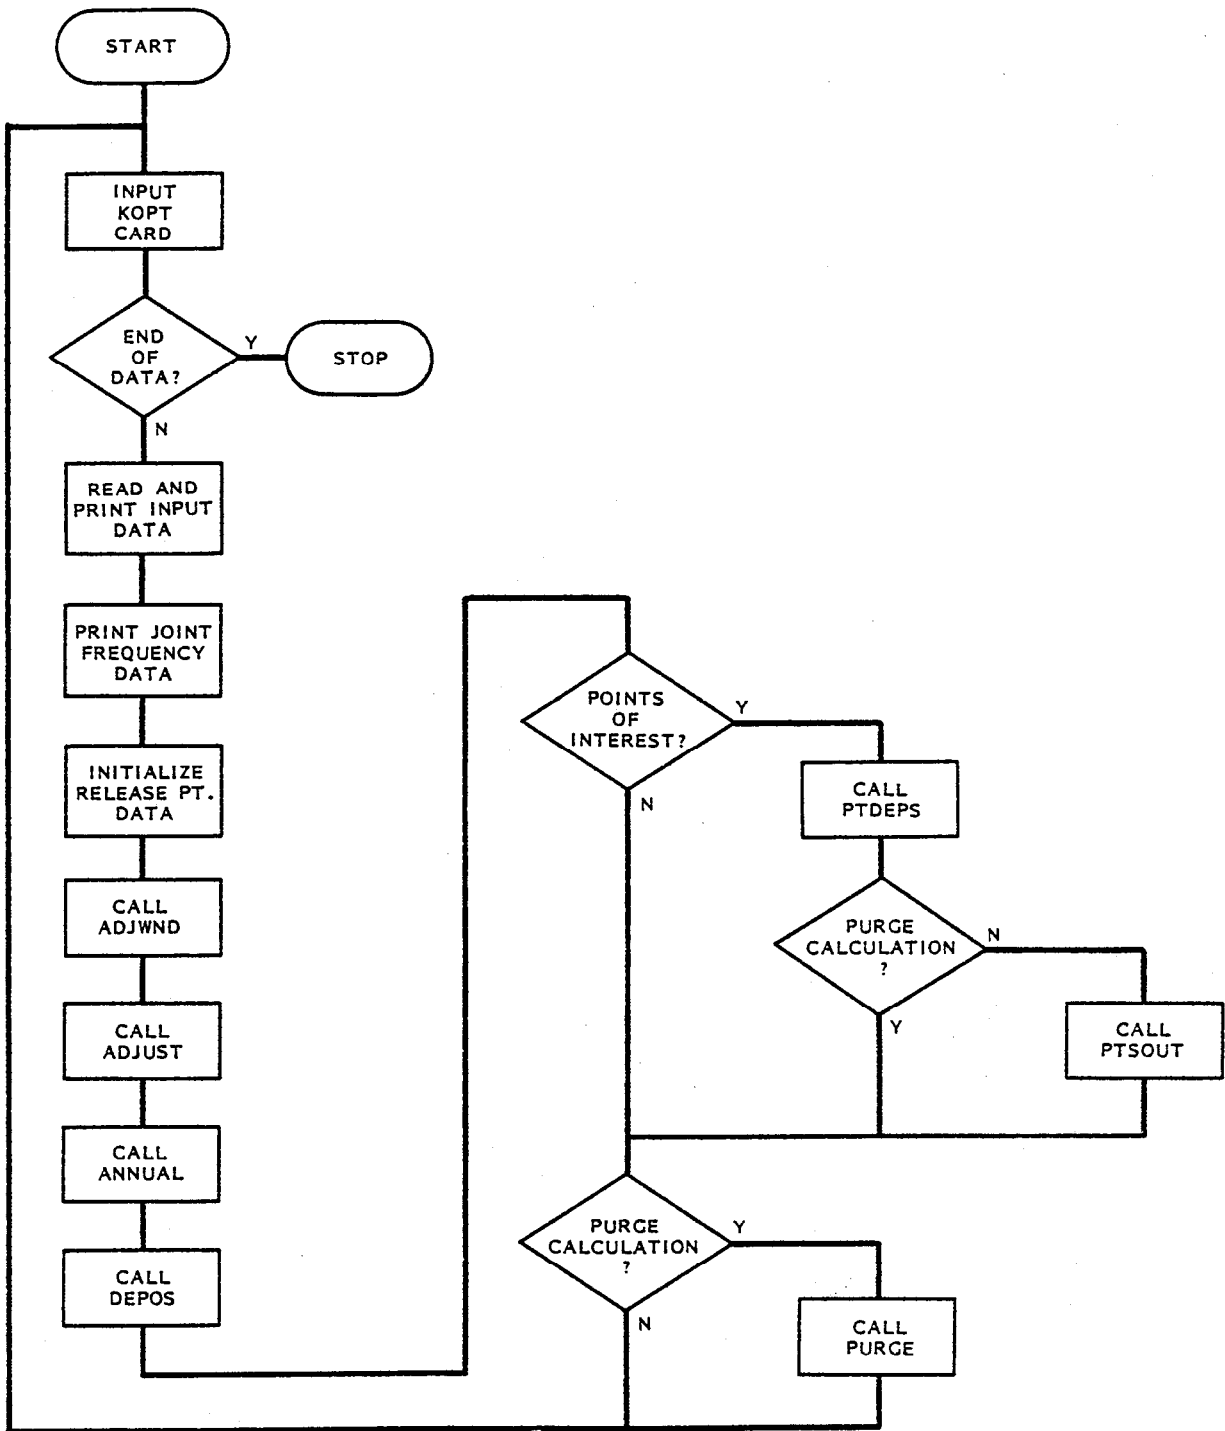 START
INPUT
KOPT
CARD
END
OF
DATA?
Y
STOP
N
READ AND
PRINT INPUT
DATA
PRINT JOINT
FREQUENCY
DATA
INITIALIZE
RELEASE PT.
DATA
CALL
ADJWND
CALL
ADJUST
CALL
ANNUAL
CALL
DEPOS
POINTS
OF
INTEREST?
Y
N
CALL
PTDEPS
PURGE
CALCULATION
?
N
Y
CALL
PTSOUT
PURGE
CALCULATION
?
Y
N
CALL
PURGE